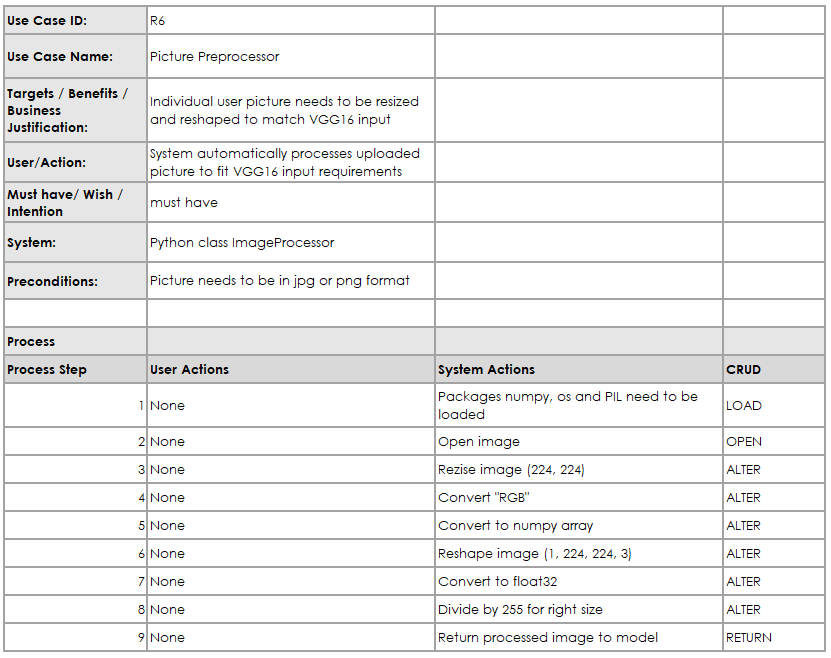 Use Case ID: R6
Use Case Name: Picture Preprocessor
Targets / Benefits /
Business
Justification:
Individual user picture needs to be resized
and reshaped to match VGG16 input
User/Action:
System automatically processes uploaded
picture to fit VGG16 input requirements
Must have/ Wish /
Intention
must have
System: Python class ImageProcessor
Preconditions: Picture needs to be in jpg or png format
Process
Process Step User Actions System Actions CRUD
1 None Packages numpy, os and PIL need to be
loaded LOAD
2 None Open image OPEN
3 None Rezise image (224, 224) ALTER
4 None Convert "RGB" ALTER
5 None Convert to numpy array ALTER
6 None Reshape image (1, 224, 224, 3) ALTER
7 None Convert to float32 ALTER
8 None Divide by 255 for right size ALTER
9 None Return processed image to model RETURN